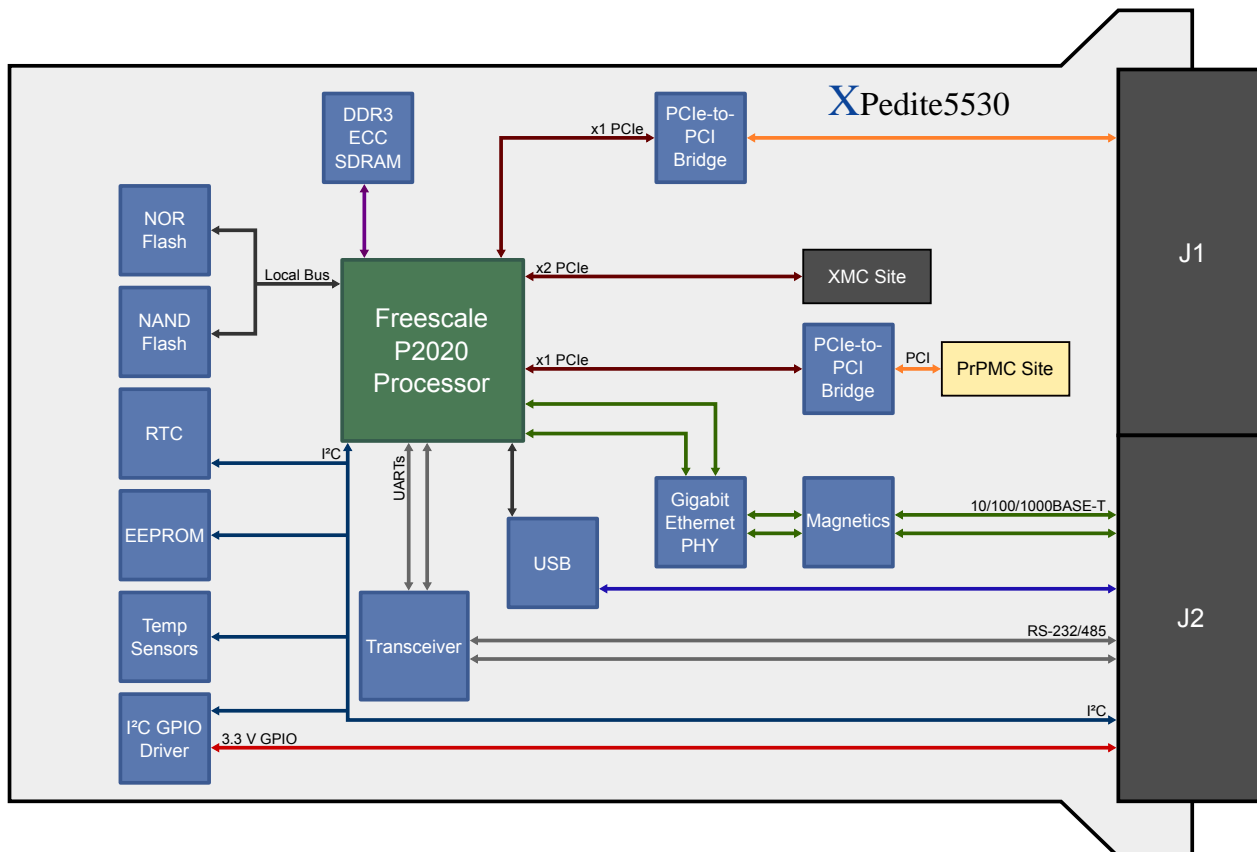 XPedite5530
DDR3
ECC
SDRAM
x1 PCIe
PCIe-to-
PCI
Bridge
J1
NOR
Flash
Local Bus
NAND
Flash
Freescale
P2020
Processor
x2 PCIe
XMC Site
x1 PCIe
PCIe-to-
PCI
Bridge
PCI
PrPMC Site
RTC
I²C
UARTs
EEPROM
USB
Gigabit
Ethernet
PHY
Magnetics
10/100/1000BASE-T
J2
Temp
Sensors
Transceiver
RS-232/485
I²C
I²C GPIO
Driver
3.3 V GPIO